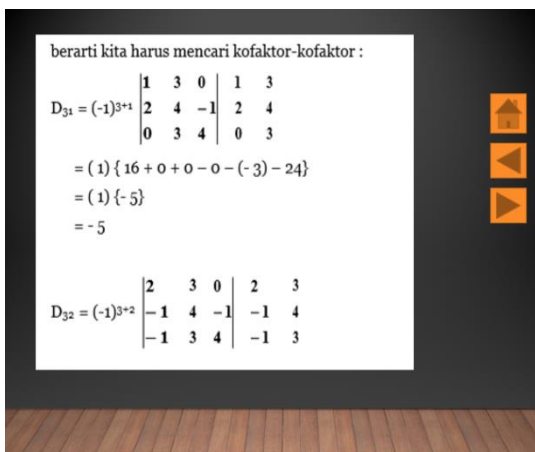 berarti kita harus mencari kofaktor-kofaktor :
|1 3 0 | 1 3
D₃₁ = (-1)³⁺¹ |2 4 −1| 2 4
|0 3 4 | 0 3
= ( 1) { 16 + 0 + 0 – 0 – (- 3) – 24}
= ( 1) {- 5}
= - 5
|2 3 0 | 2 3
D₃₂ = (-1)³⁺² |−1 4 −1| −1 4
|−1 3 4 | −1 3